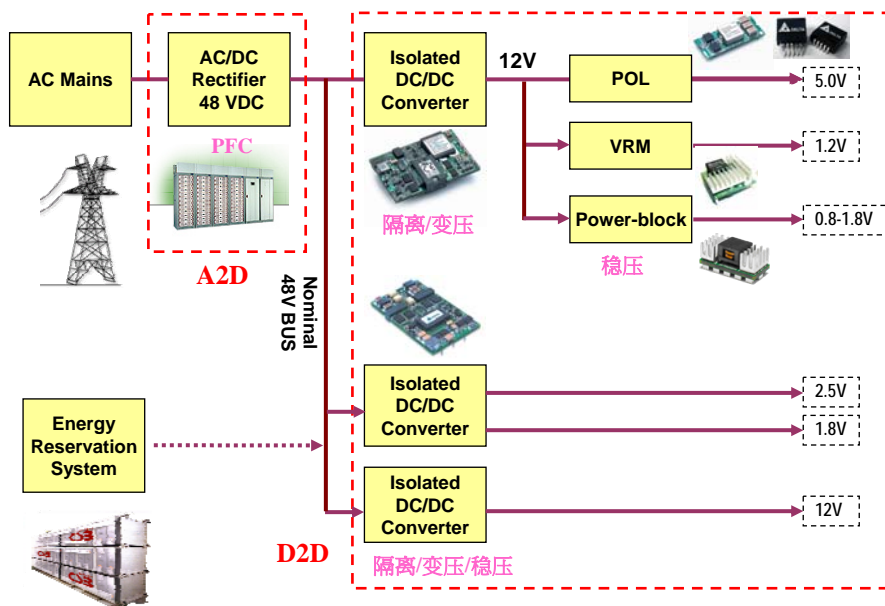 AC Mains
AC/DC
Rectifier
48 VDC
PFC
A2D
Isolated
DC/DC
Converter
隔离/变压
12V
POL
5.0V
VRM
1.2V
Power-block
0.8-1.8V
稳压
Nominal
48V BUS
Energy
Reservation
System
Isolated
DC/DC
Converter
2.5V
1.8V
Isolated
DC/DC
Converter
12V
D2D
隔离/变压/稳压